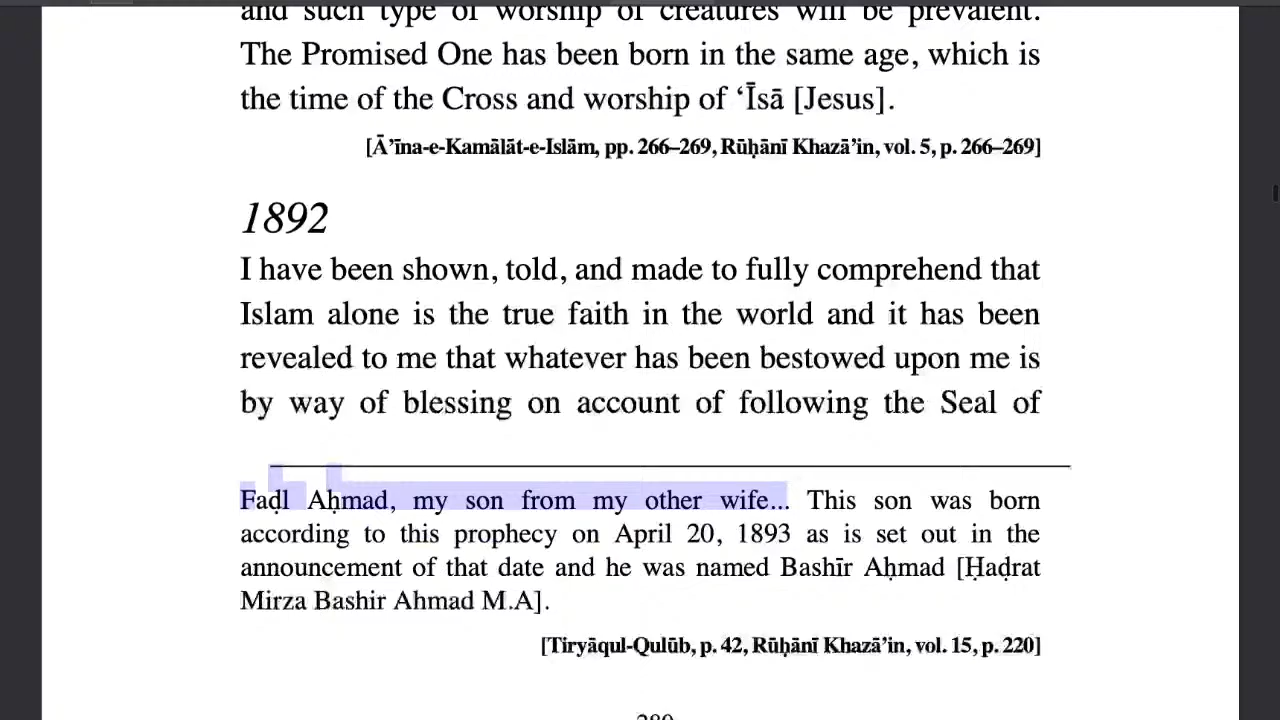 and such type of worship of creatures will be prevalent.
The Promised One has been born in the same age, which is
the time of the Cross and worship of ‘Īsā [Jesus].
[Ā’īna-e-Kamālāt-e-Islām, pp. 266–269, Rūḥānī Khazā’in, vol. 5, p. 266–269]
1892
I have been shown, told, and made to fully comprehend that
Islam alone is the true faith in the world and it has been
revealed to me that whatever has been bestowed upon me is
by way of blessing on account of following the Seal of
Faḍl Aḥmad, my son from my other wife... This son was born
according to this prophecy on April 20, 1893 as is set out in the
announcement of that date and he was named Bashīr Aḥmad [Ḥaḍrat
Mirza Bashir Ahmad M.A].
[Tiryāqul-Qulūb, p. 42, Rūḥānī Khazā’in, vol. 15, p. 220]